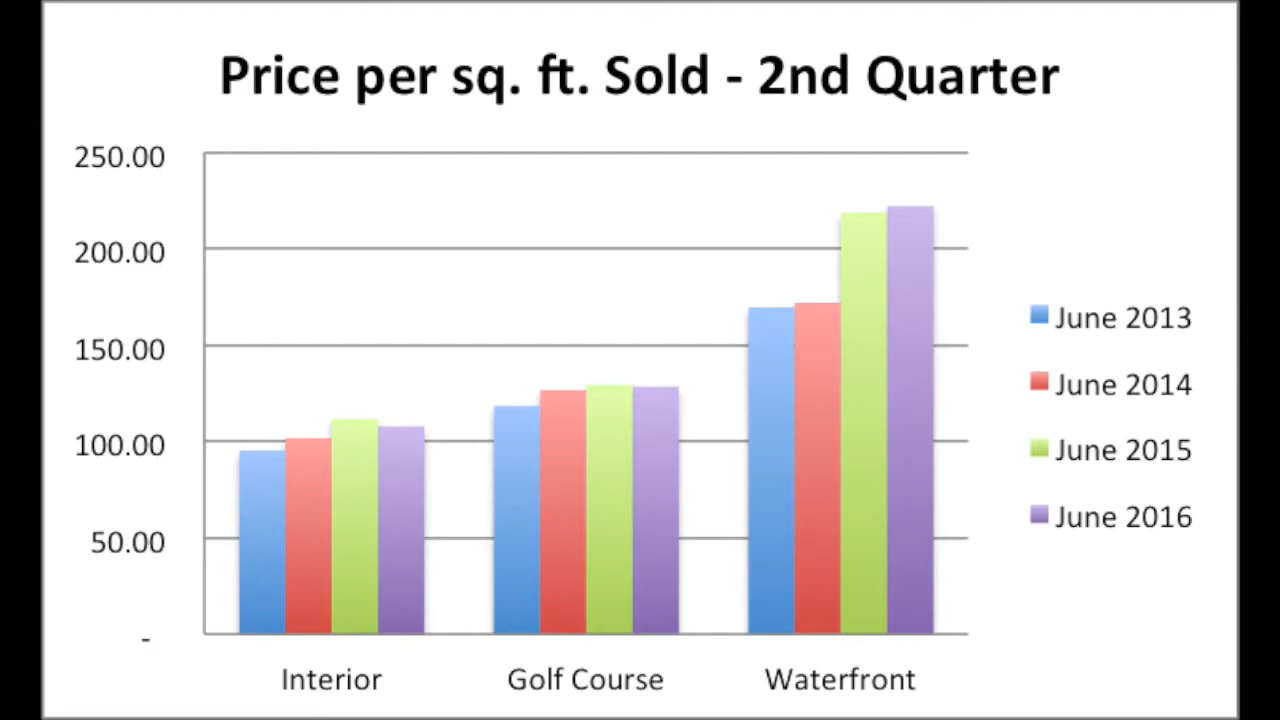 Price per sq. ft. Sold - 2nd Quarter
250.00
200.00
150.00
100.00
50.00
-
Interior
Golf Course
Waterfront
June 2013
June 2014
June 2015
June 2016